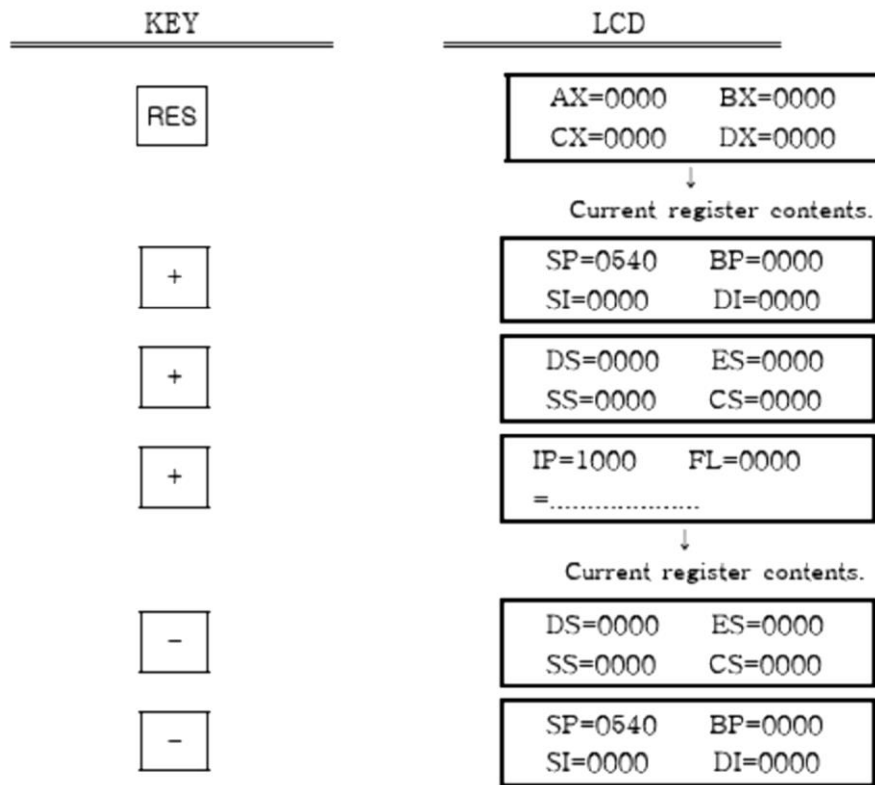 KEY LCD
RES
AX=0000 BX=0000
CX=0000 DX=0000
↓
Current register contents.
+
SP=0540 BP=0000
SI=0000 DI=0000
+
DS=0000 ES=0000
SS=0000 CS=0000
+
IP=1000 FL=0000
=....................
↓
Current register contents.
−
DS=0000 ES=0000
SS=0000 CS=0000
−
SP=0540 BP=0000
SI=0000 DI=0000